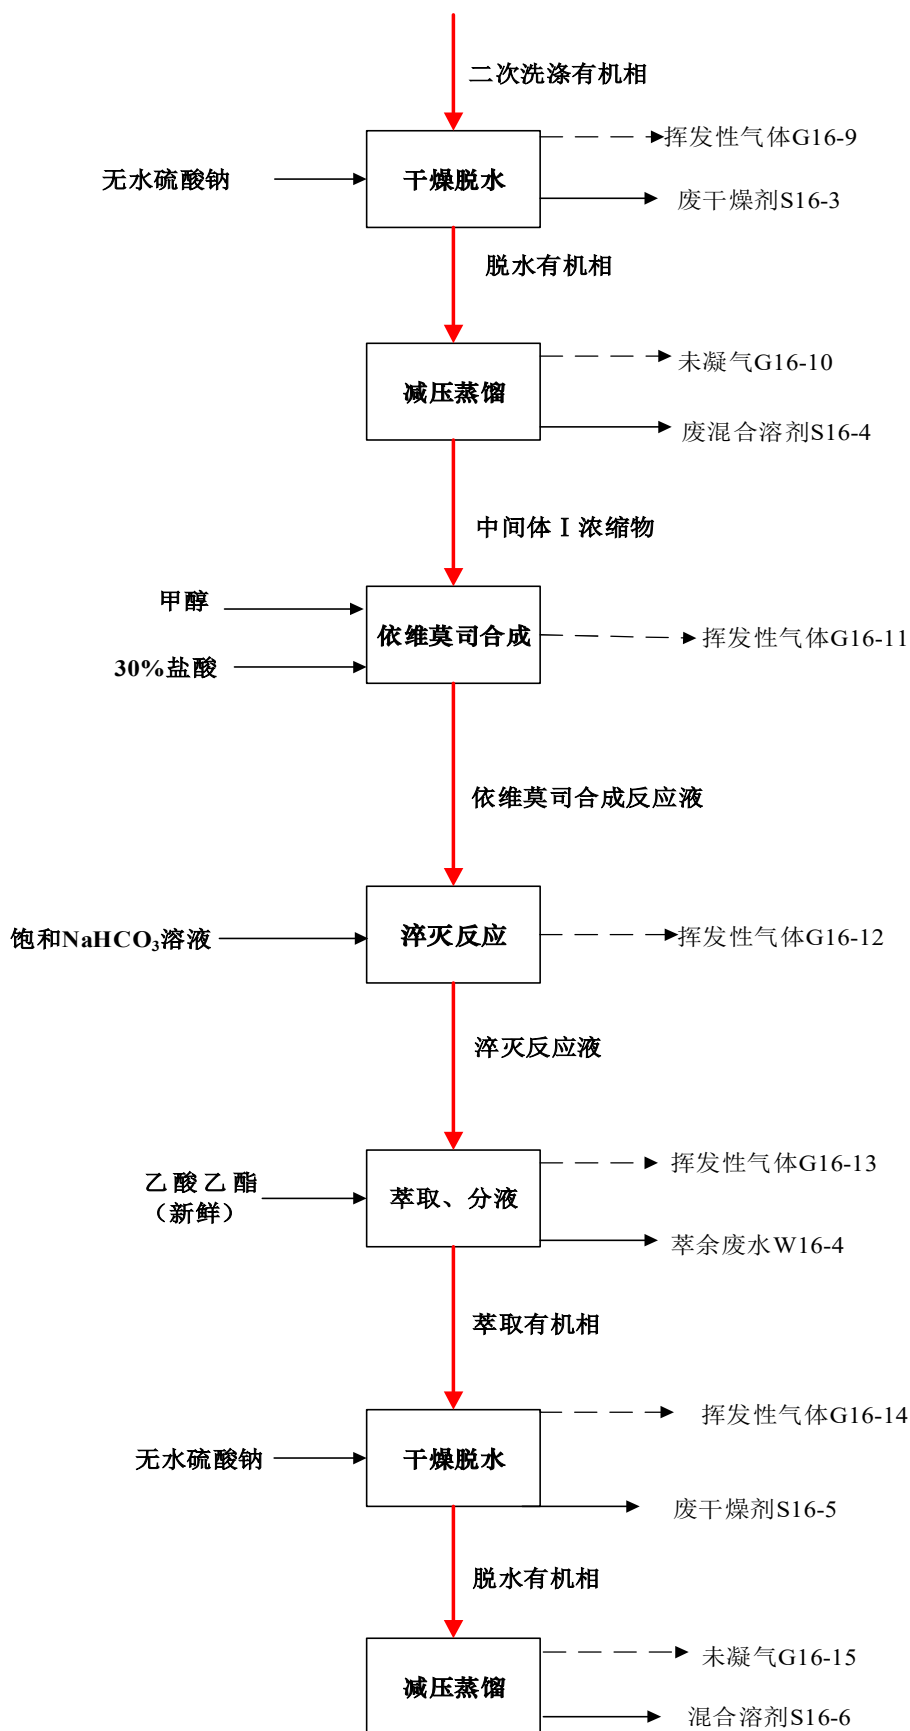 二次洗涤有机相
挥发性气体G16-9
无水硫酸钠
干燥脱水
废干燥剂S16-3
脱水有机相
未凝气G16-10
减压蒸馏
废混合溶剂S16-4
中间体Ⅰ浓缩物
甲醇
依维莫司合成
挥发性气体G16-11
30%盐酸
依维莫司合成反应液
饱和NaHCO₃溶液
淬灭反应
挥发性气体G16-12
淬灭反应液
挥发性气体G16-13
乙酸乙酯
（新鲜）
萃取、分液
萃余废水W16-4
萃取有机相
挥发性气体G16-14
无水硫酸钠
干燥脱水
废干燥剂S16-5
脱水有机相
未凝气G16-15
减压蒸馏
混合溶剂S16-6